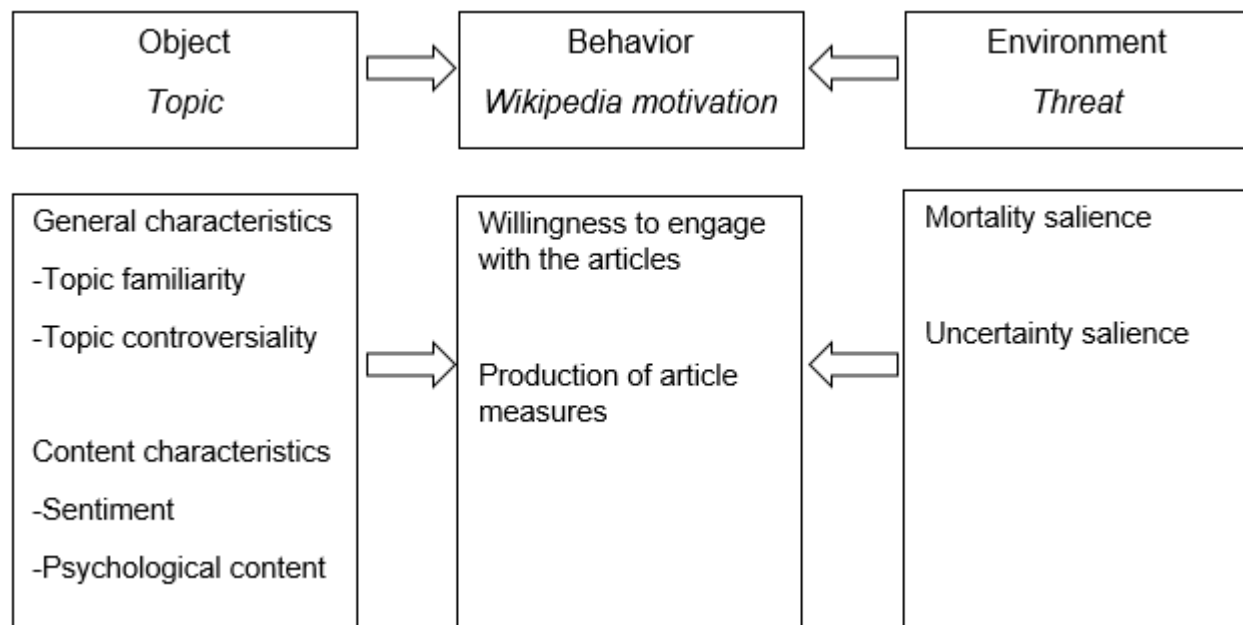 Object
Topic
Behavior
Wikipedia motivation
Environment
Threat
General characteristics
-Topic familiarity
-Topic controversiality
Content characteristics
-Sentiment
-Psychological content
Willingness to engage
with the articles
Production of article
measures
Mortality salience
Uncertainty salience